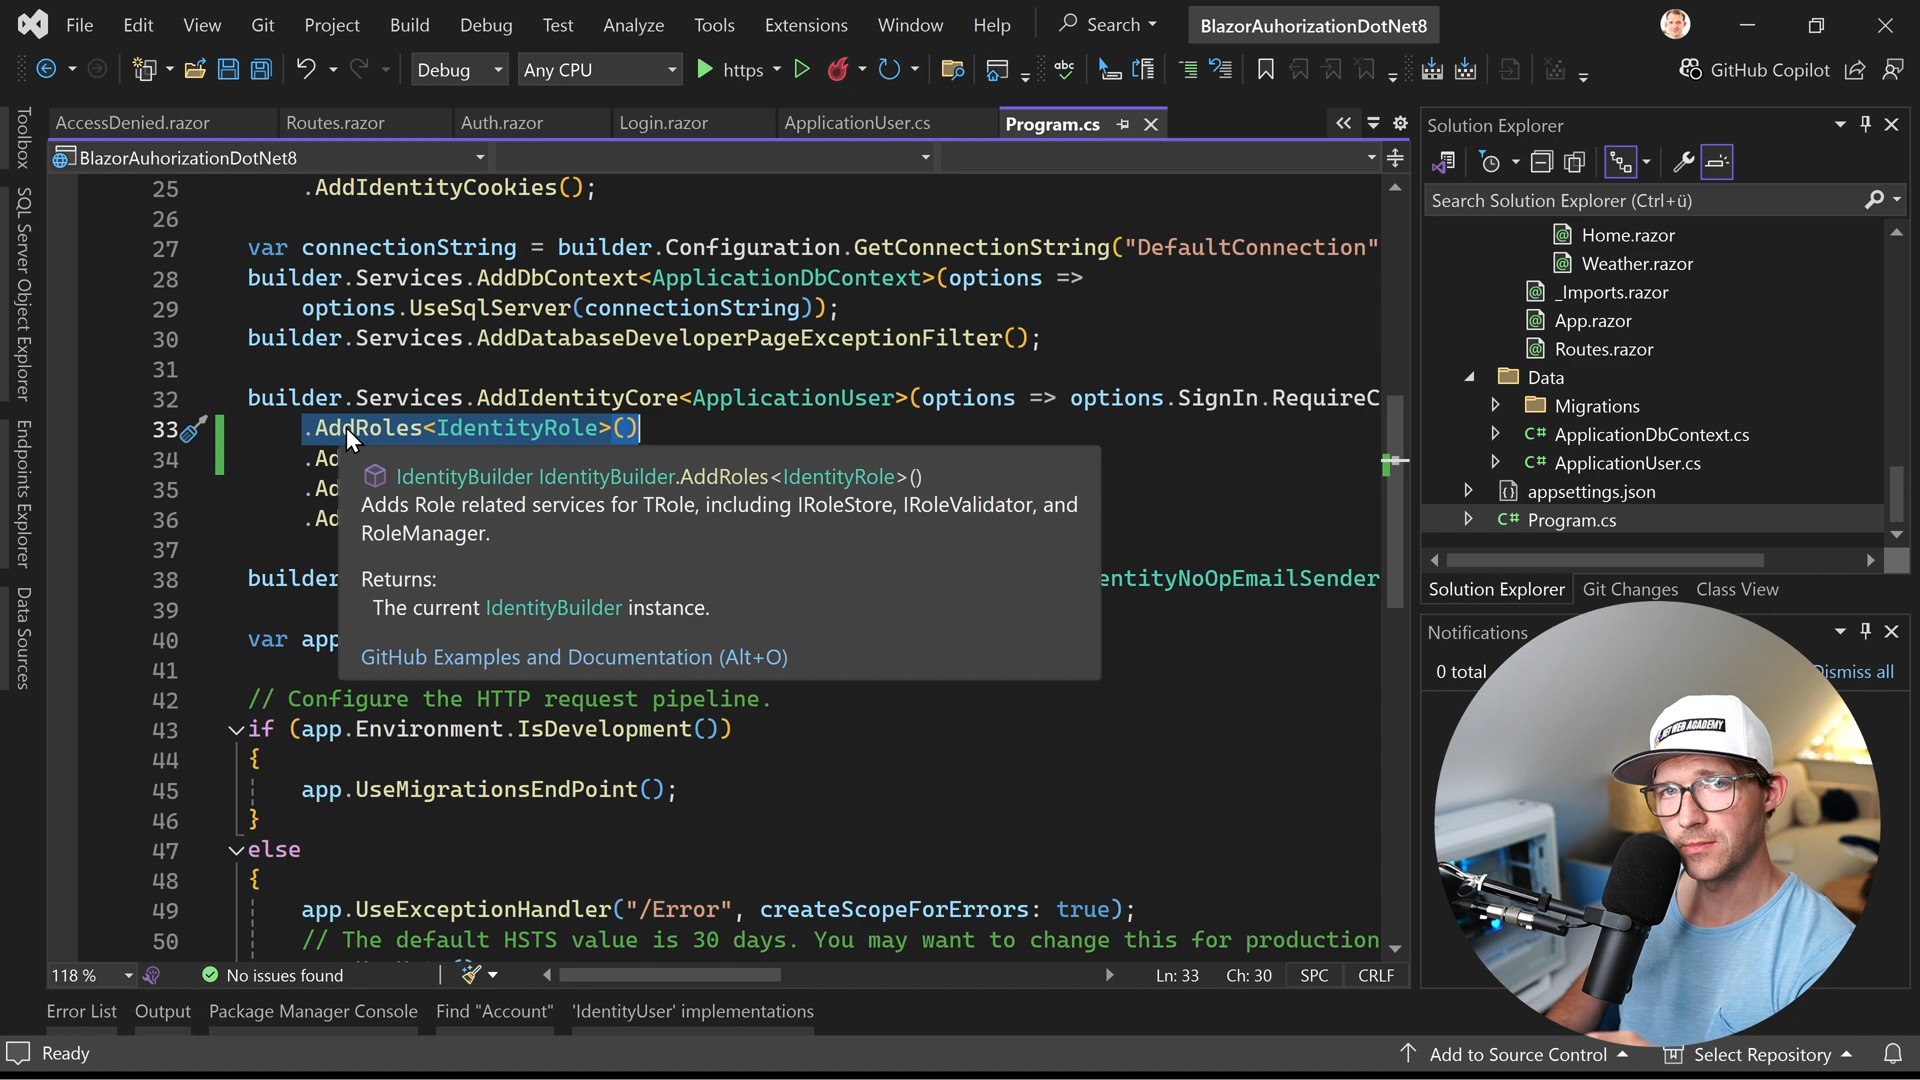 File Edit View Git Project Build Debug Test Analyze Tools Extensions Window Help Search BlazorAuhorizationDotNet8
Debug Any CPU https GitHub Copilot
AccessDenied.razor Routes.razor Auth.razor Login.razor ApplicationUser.cs Program.cs
BlazorAuhorizationDotNet8
Toolbox
SQL Server Object Explorer
Endpoints Explorer
Data Sources
25 .AddIdentityCookies();
26
27 var connectionString = builder.Configuration.GetConnectionString("DefaultConnection"
28 builder.Services.AddDbContext<ApplicationDbContext>(options =>
29 options.UseSqlServer(connectionString));
30 builder.Services.AddDatabaseDeveloperPageExceptionFilter();
31
32 builder.Services.AddIdentityCore<ApplicationUser>(options => options.SignIn.RequireC
33 .AddRoles<IdentityRole>()
34 .Ad
35 .Ad
36 .Ad
37
38 builder entityNoOpEmailSender
39
40 var app
41
42 // Configure the HTTP request pipeline.
43 if (app.Environment.IsDevelopment())
44 {
45 app.UseMigrationsEndPoint();
46 }
47 else
48 {
49 app.UseExceptionHandler("/Error", createScopeForErrors: true);
50 // The default HSTS value is 30 days. You may want to change this for production
IdentityBuilder IdentityBuilder.AddRoles<IdentityRole>()
Adds Role related services for TRole, including IRoleStore, IRoleValidator, and
RoleManager.
Returns:
The current IdentityBuilder instance.
GitHub Examples and Documentation (Alt+O)
118 % No issues found Ln: 33 Ch: 30 SPC CRLF
Error List Output Package Manager Console Find "Account" 'IdentityUser' implementations
Ready Add to Source Control Select Repository
Solution Explorer
Search Solution Explorer (Ctrl+ü)
Home.razor
Weather.razor
_Imports.razor
App.razor
Routes.razor
Data
Migrations
C# ApplicationDbContext.cs
C# ApplicationUser.cs
appsettings.json
C# Program.cs
Solution Explorer Git Changes Class View
Notifications
0 total Dismiss all
.NET WEB ACADEMY